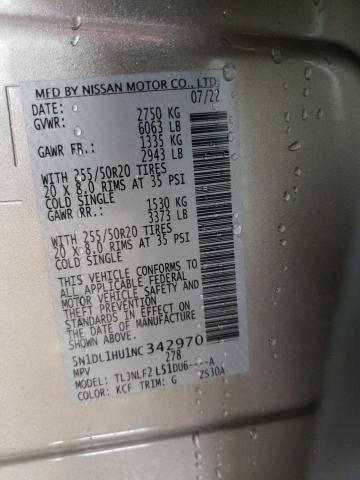 MFD BY NISSAN MOTOR CO., LTD.
DATE: 07/22
GVWR: 2750 KG
6063 LB
GAWR FR.: 1335 KG
2943 LB
WITH 255/50R20 TIRES
20 X 8.0 RIMS AT 35 PSI
COLD SINGLE
GAWR RR.: 1530 KG
3373 LB
WITH 255/50R20 TIRES
20 X 8.0 RIMS AT 35 PSI
COLD SINGLE
THIS VEHICLE CONFORMS TO
ALL APPLICABLE FEDERAL
MOTOR VEHICLE SAFETY AND
THEFT PREVENTION
STANDARDS IN EFFECT ON
THE DATE OF MANUFACTURE
SHOWN ABOVE.
5N1DL1HU1NC342970
MPV 278
MODEL: TLJNLF2 L51DU6----A
COLOR: KCF TRIM: G ZS30A